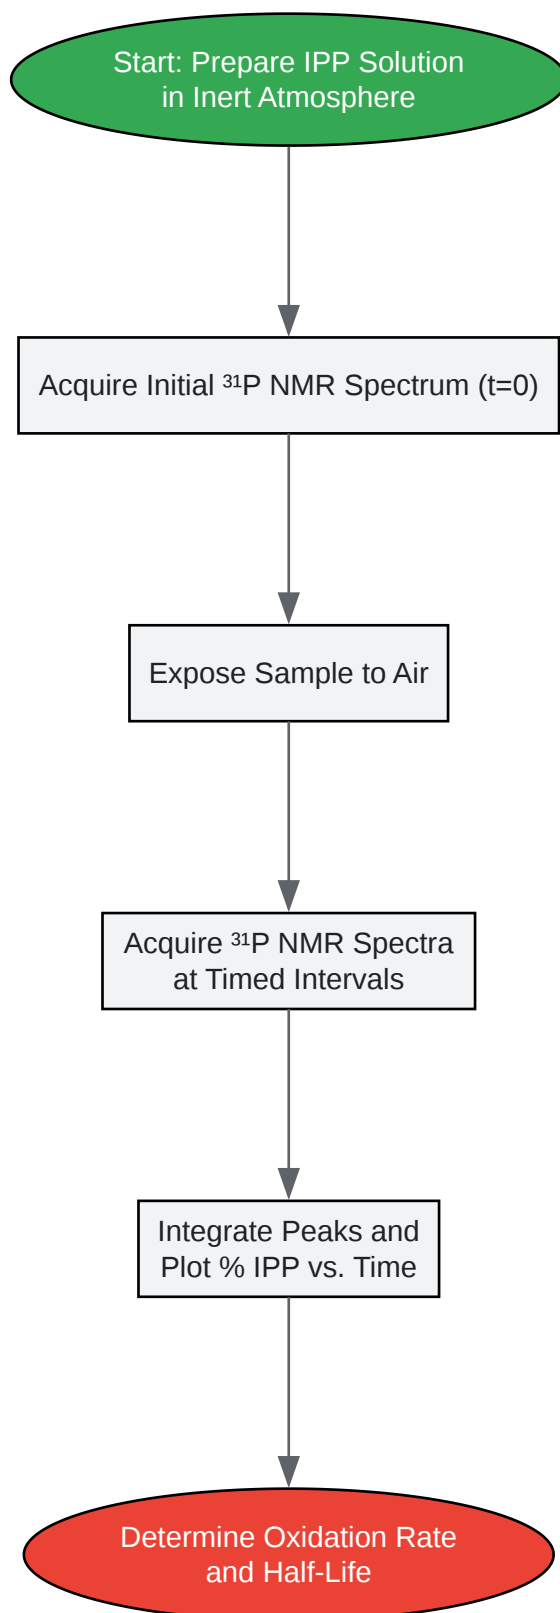 Start: Prepare IPP Solution
in Inert Atmosphere
Acquire Initial ³¹P NMR Spectrum (t=0)
Expose Sample to Air
Acquire ³¹P NMR Spectra
at Timed Intervals
Integrate Peaks and
Plot % IPP vs. Time
Determine Oxidation Rate
and Half-Life